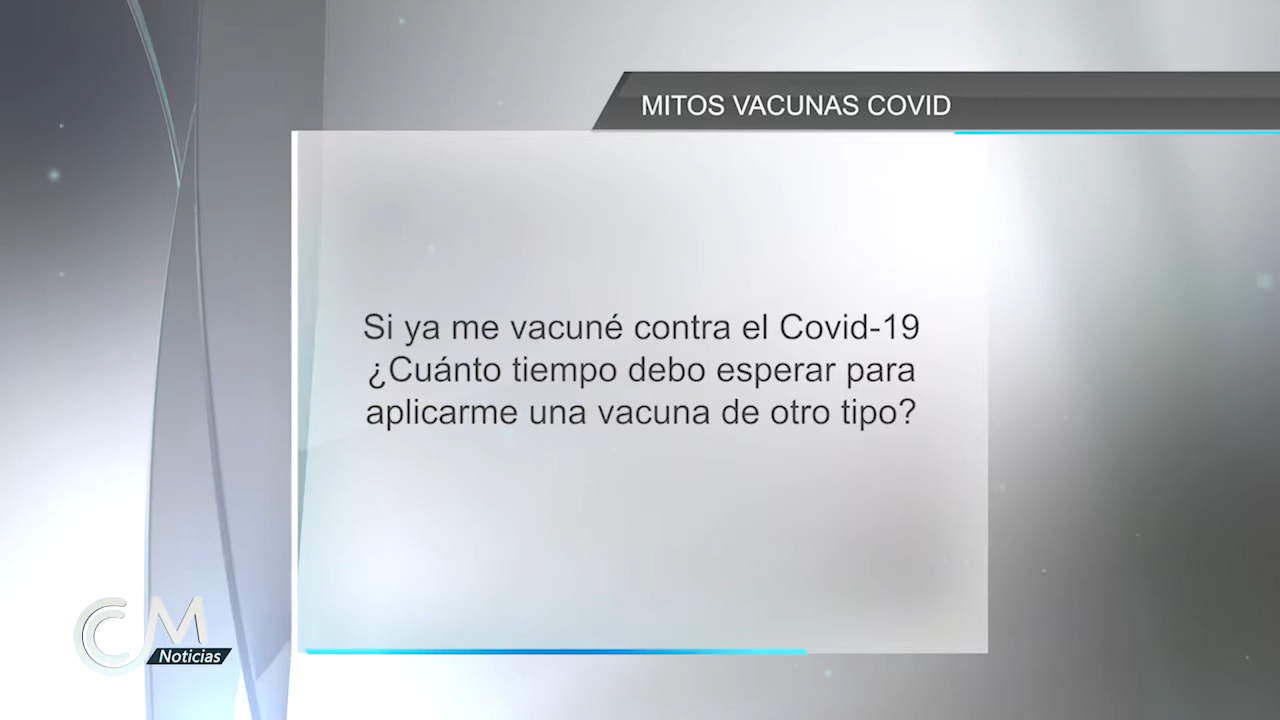 MITOS VACUNAS COVID
Si ya me vacuné contra el Covid-19
¿Cuánto tiempo debo esperar para
aplicarme una vacuna de otro tipo?
CM
Noticias